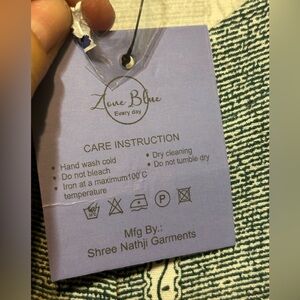 Zoue Blue
Every day
CARE INSTRUCTION
• Hand wash cold
• Do not bleach
• Iron at a maximum100°C
• temperature
• Dry cleaning
• Do not tumble dry
P
Mfg By.:
Shree Nathji Garments